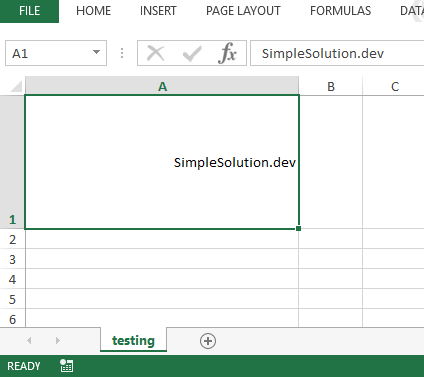 FILE HOME INSERT PAGE LAYOUT FORMULAS DATA
A1 fx SimpleSolution.dev
A B C
SimpleSolution.dev
1
2
3
4
5
6
testing
READY